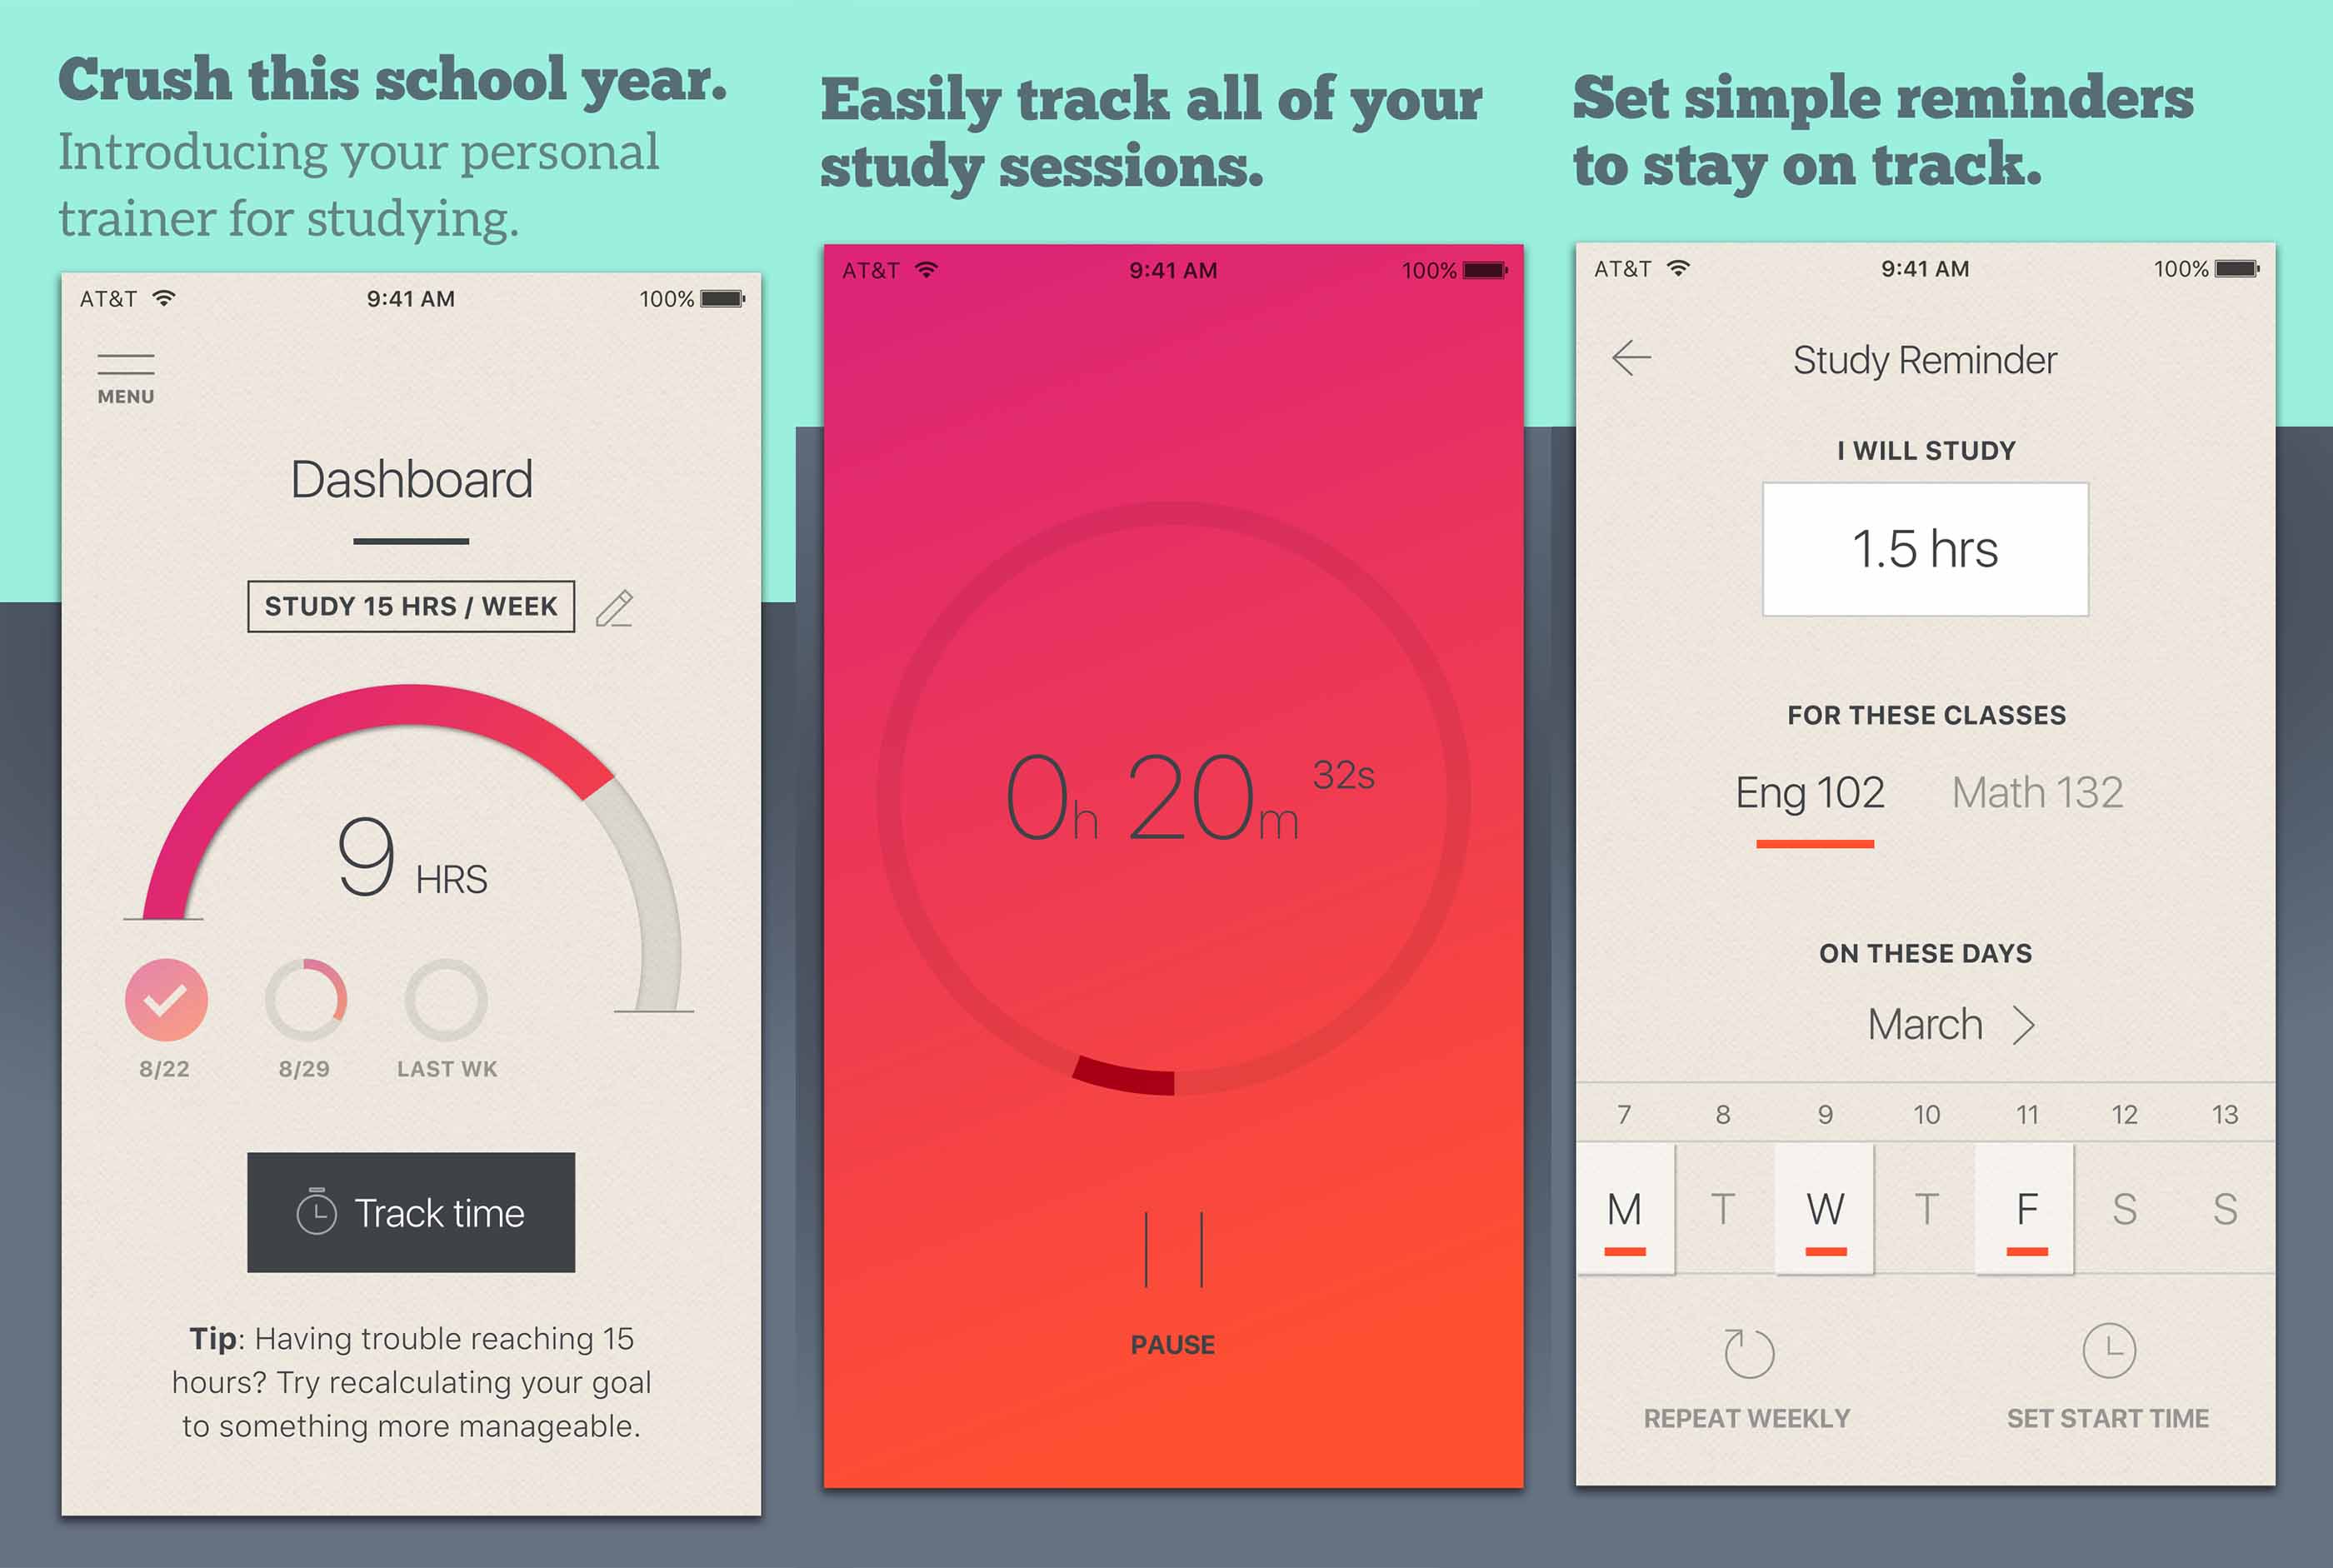 Crush this school year.
Introducing your personal
trainer for studying.
AT&T 9:41 AM 100%
MENU
Dashboard
STUDY 15 HRS / WEEK
9 HRS
8/22 8/29 LAST WK
Track time
Tip: Having trouble reaching 15
hours? Try recalculating your goal
to something more manageable.
Easily track all of your
study sessions.
AT&T 9:41 AM 100%
0h 20m 32s
PAUSE
Set simple reminders
to stay on track.
AT&T 9:41 AM 100%
Study Reminder
I WILL STUDY
1.5 hrs
FOR THESE CLASSES
Eng 102 Math 132
ON THESE DAYS
March
7 8 9 10 11 12 13
M T W T F S S
REPEAT WEEKLY SET START TIME